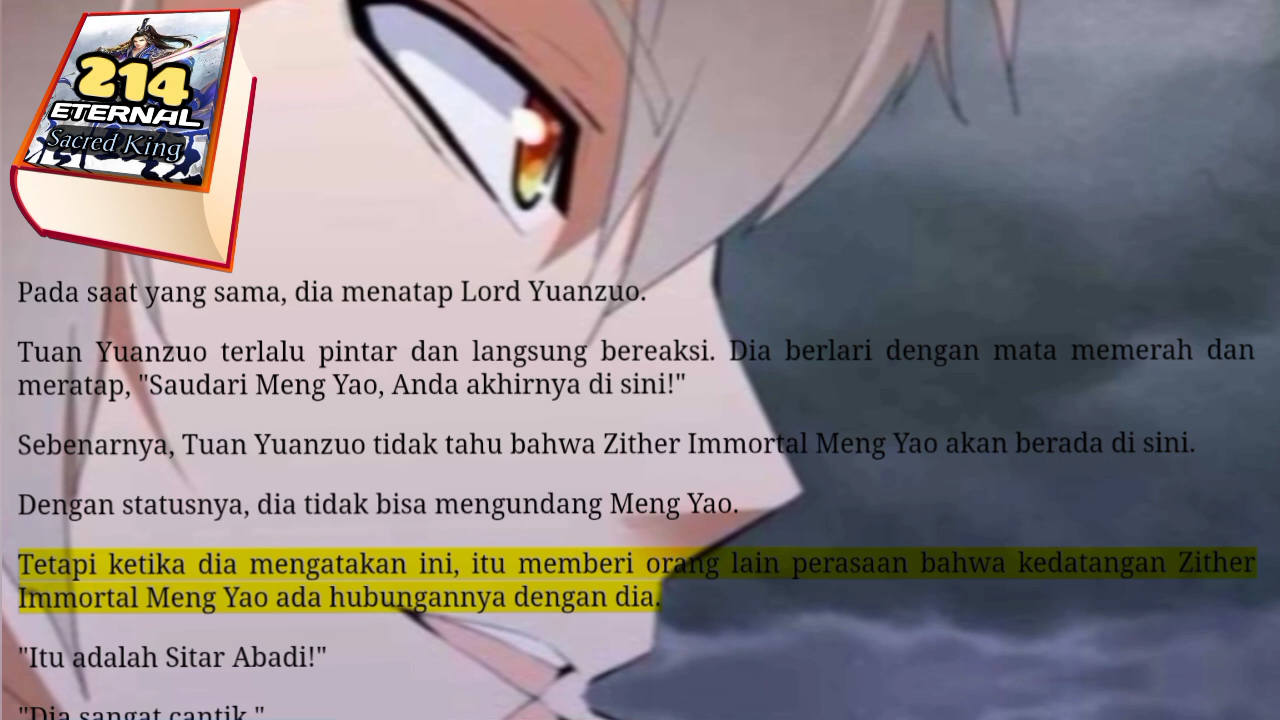 214
ETERNAL
Sacred King
Pada saat yang sama, dia menatap Lord Yuanzuo.
Tuan Yuanzuo terlalu pintar dan langsung bereaksi. Dia berlari dengan mata memerah dan
meratap, "Saudari Meng Yao, Anda akhirnya di sini!"
Sebenarnya, Tuan Yuanzuo tidak tahu bahwa Zither Immortal Meng Yao akan berada di sini.
Dengan statusnya, dia tidak bisa mengundang Meng Yao.
Tetapi ketika dia mengatakan ini, itu memberi orang lain perasaan bahwa kedatangan Zither
Immortal Meng Yao ada hubungannya dengan dia.
"Itu adalah Sitar Abadi!"
"Dia sangat cantik."